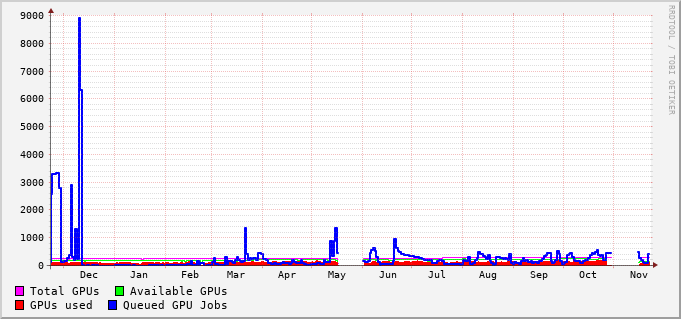 9000
8000
7000
6000
5000
4000
3000
2000
1000
0
Dec Jan Feb Mar Apr May Jun Jul Aug Sep Oct Nov
Total GPUs Available GPUs
GPUs used Queued GPU Jobs
RRDTOOL / TOBI OETIKER